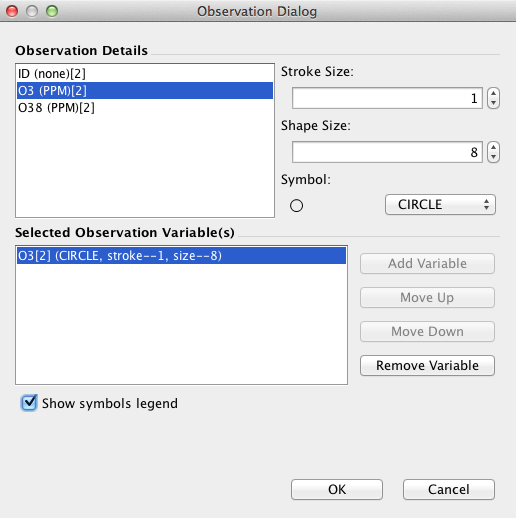 Observation Dialog
Observation Details
ID (none)[2]
O3 (PPM)[2]
O38 (PPM)[2]
Stroke Size:
1
Shape Size:
8
Symbol:
CIRCLE
Selected Observation Variable(s)
O3[2] (CIRCLE, stroke--1, size--8)
Add Variable
Move Up
Move Down
Remove Variable
Show symbols legend
OK
Cancel